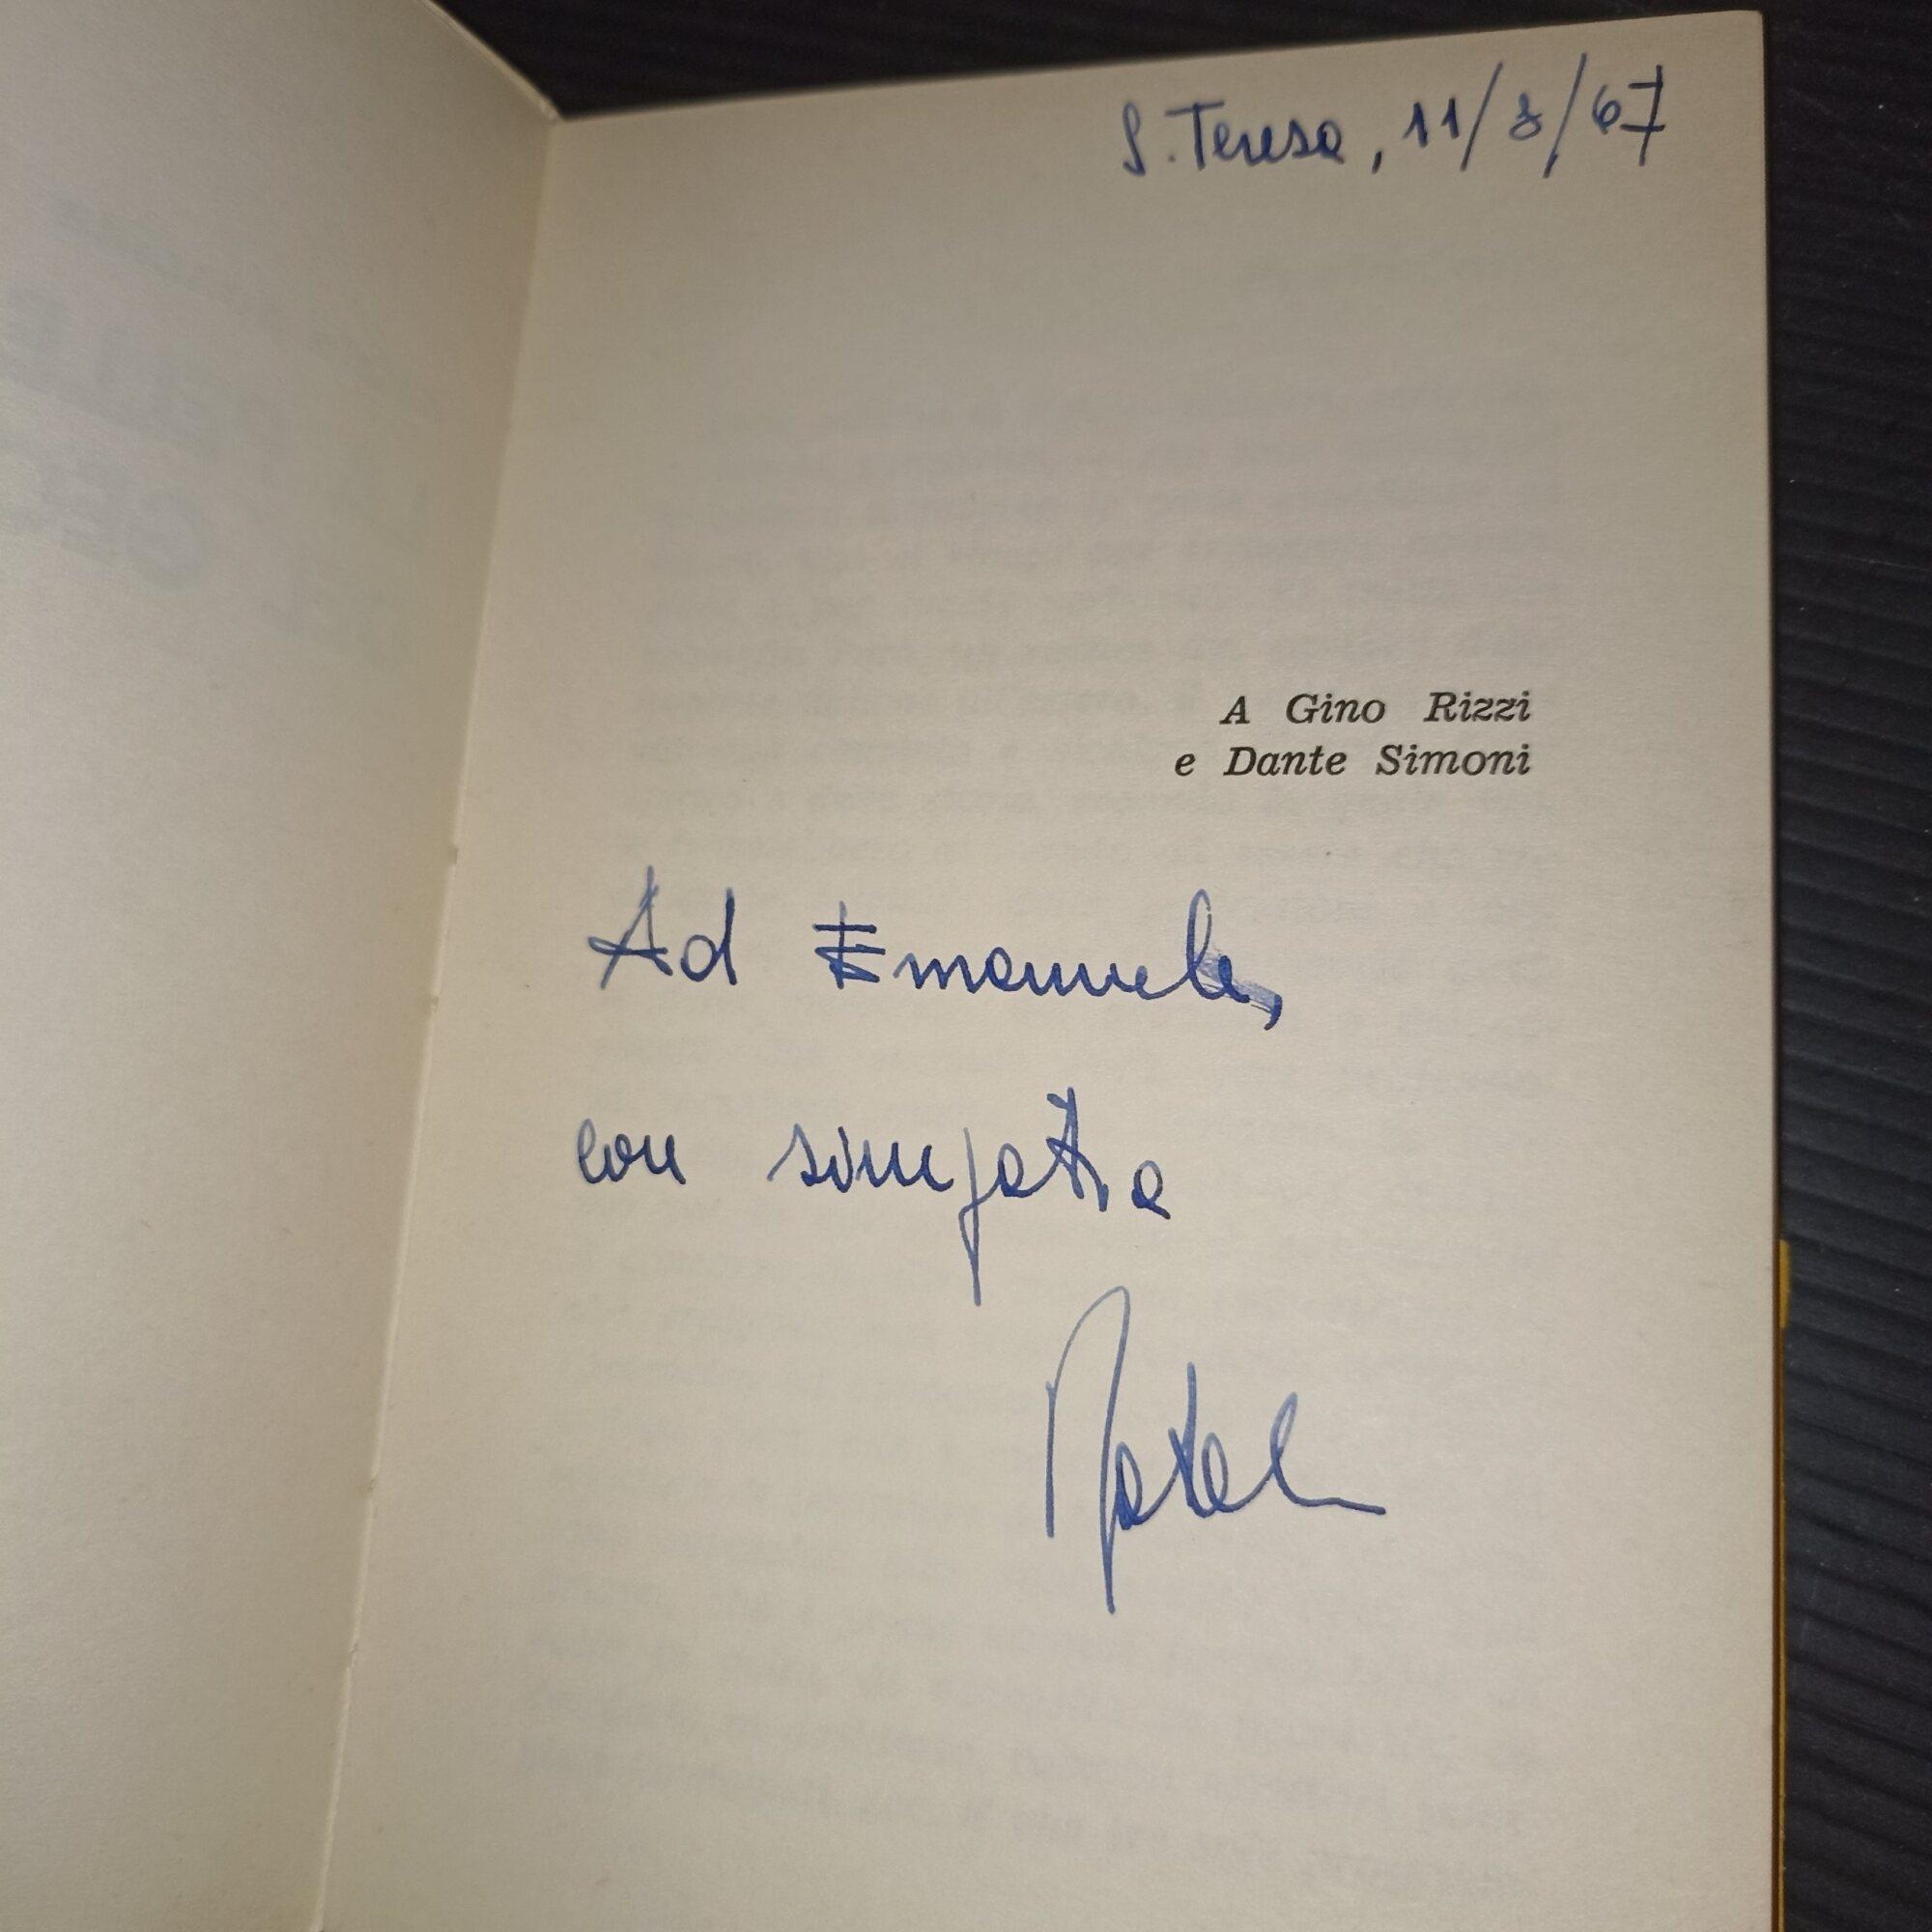 S. Teresa, 11/8/67
A Gino Rizzi
e Dante Simoni
Ad Emanuele,
con simpatia